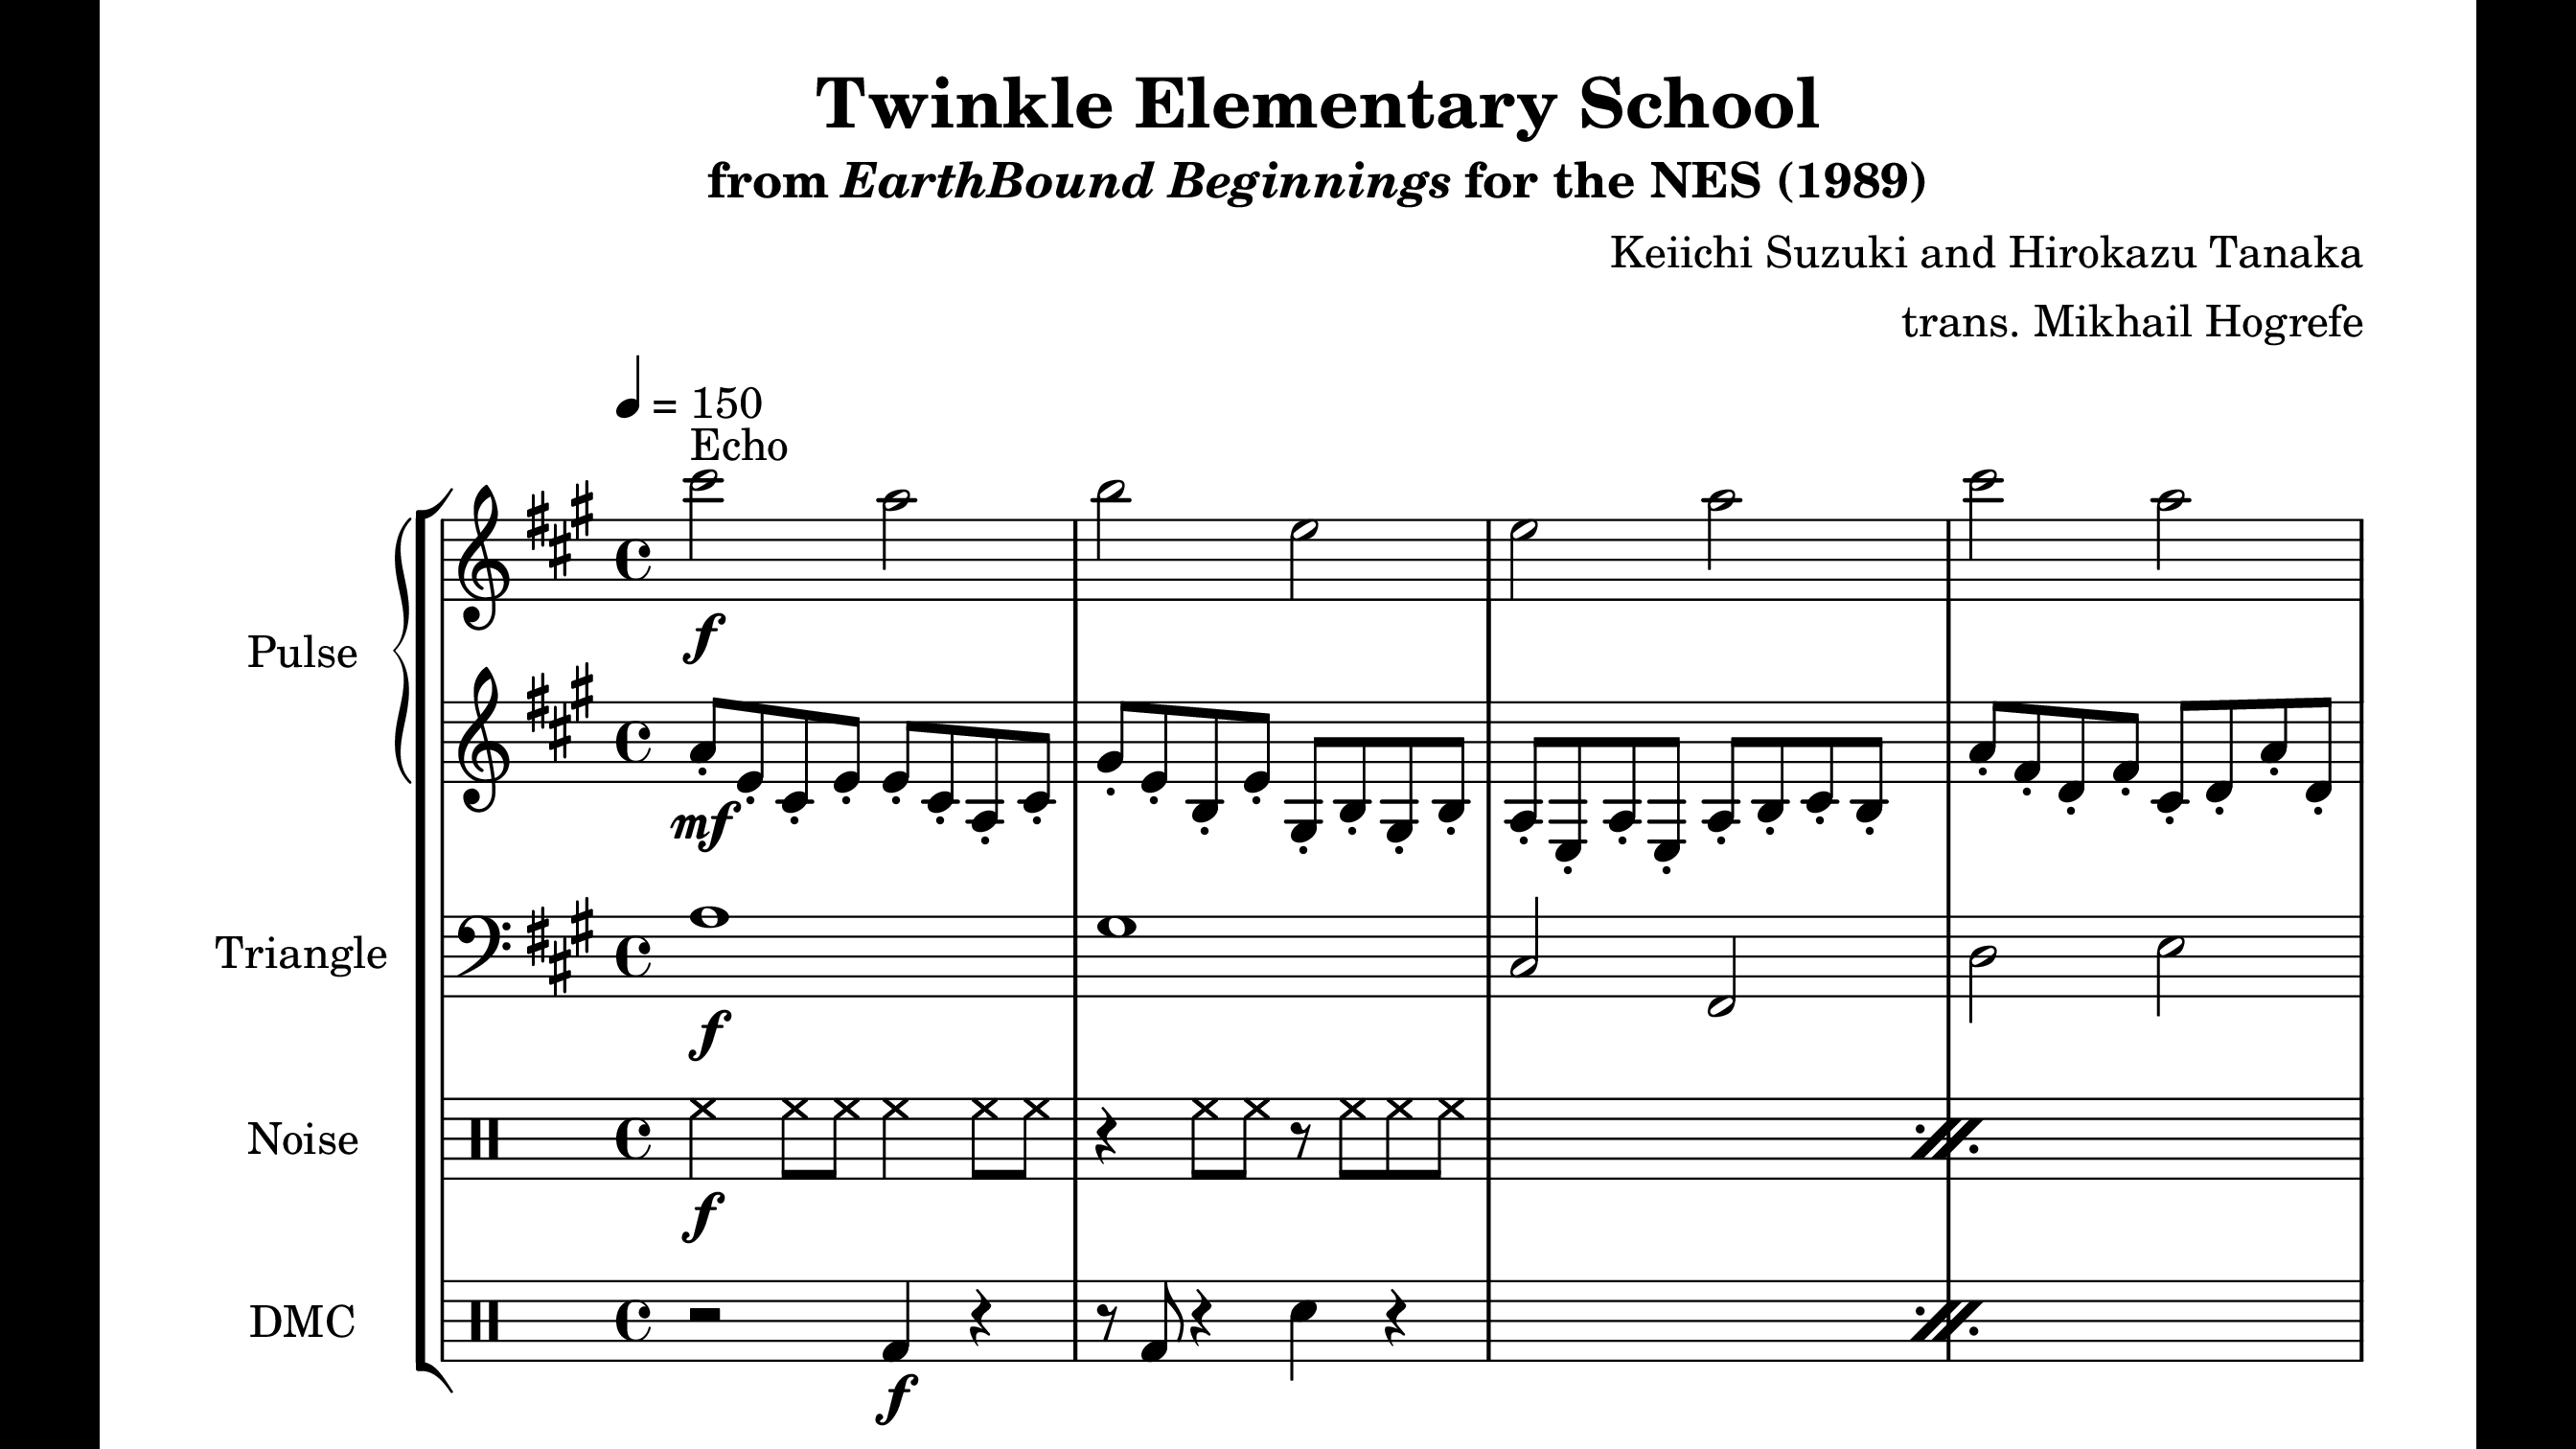 Twinkle Elementary School
from EarthBound Beginnings for the NES (1989)
Keiichi Suzuki and Hirokazu Tanaka
trans. Mikhail Hogrefe
= 150
Echo
f
Pulse
mf
Triangle
f
Noise
f
DMC
f